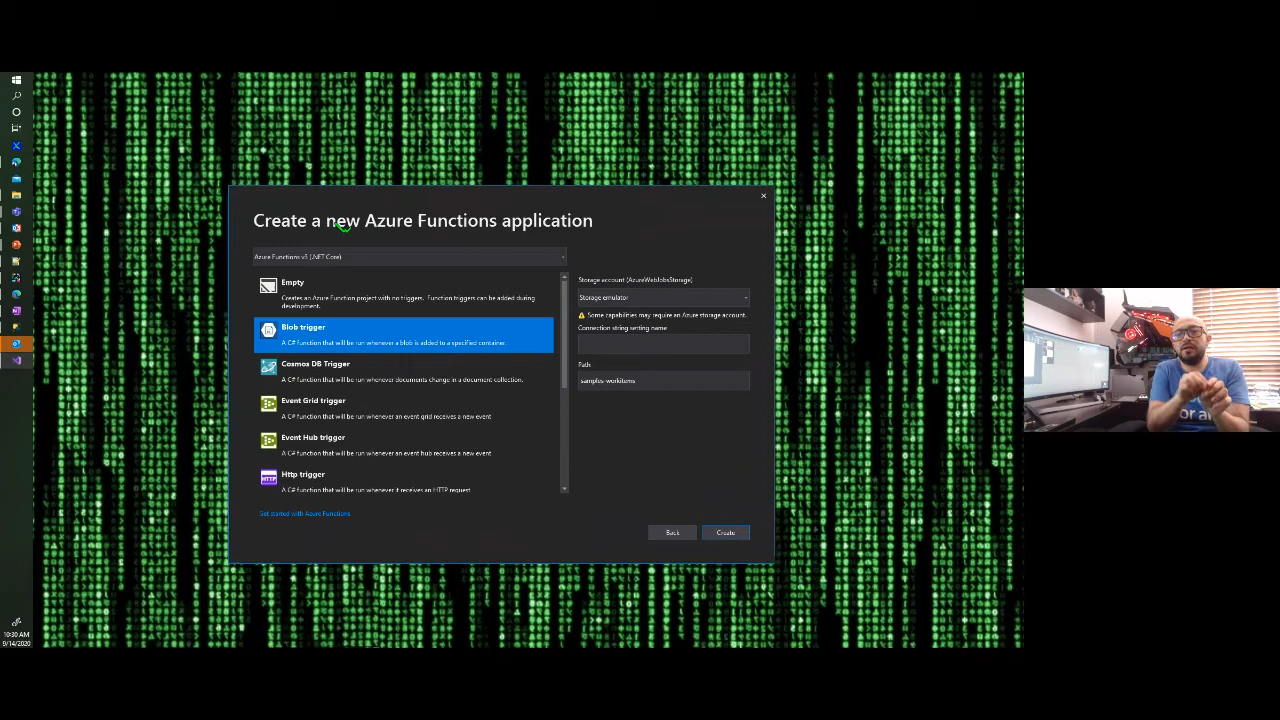 Create a new Azure Functions application
Azure Functions v3 (.NET Core)
Empty
Creates an Azure Function project with no triggers. Function triggers can be added during
development.
Blob trigger
A C# function that will be run whenever a blob is added to a specified container.
Cosmos DB Trigger
A C# function that will be run whenever documents change in a document collection.
Event Grid trigger
A C# function that will be run whenever an event grid receives a new event
Event Hub trigger
A C# function that will be run whenever an event hub receives a new event
Http trigger
A C# function that will be run whenever it receives an HTTP request
HTTP
Get started with Azure Functions
Storage account (AzureWebJobsStorage)
Storage emulator
Some capabilities may require an Azure storage account.
Connection string setting name
Path
samples-workitems
Back
Create
10:30 AM
9/14/2020